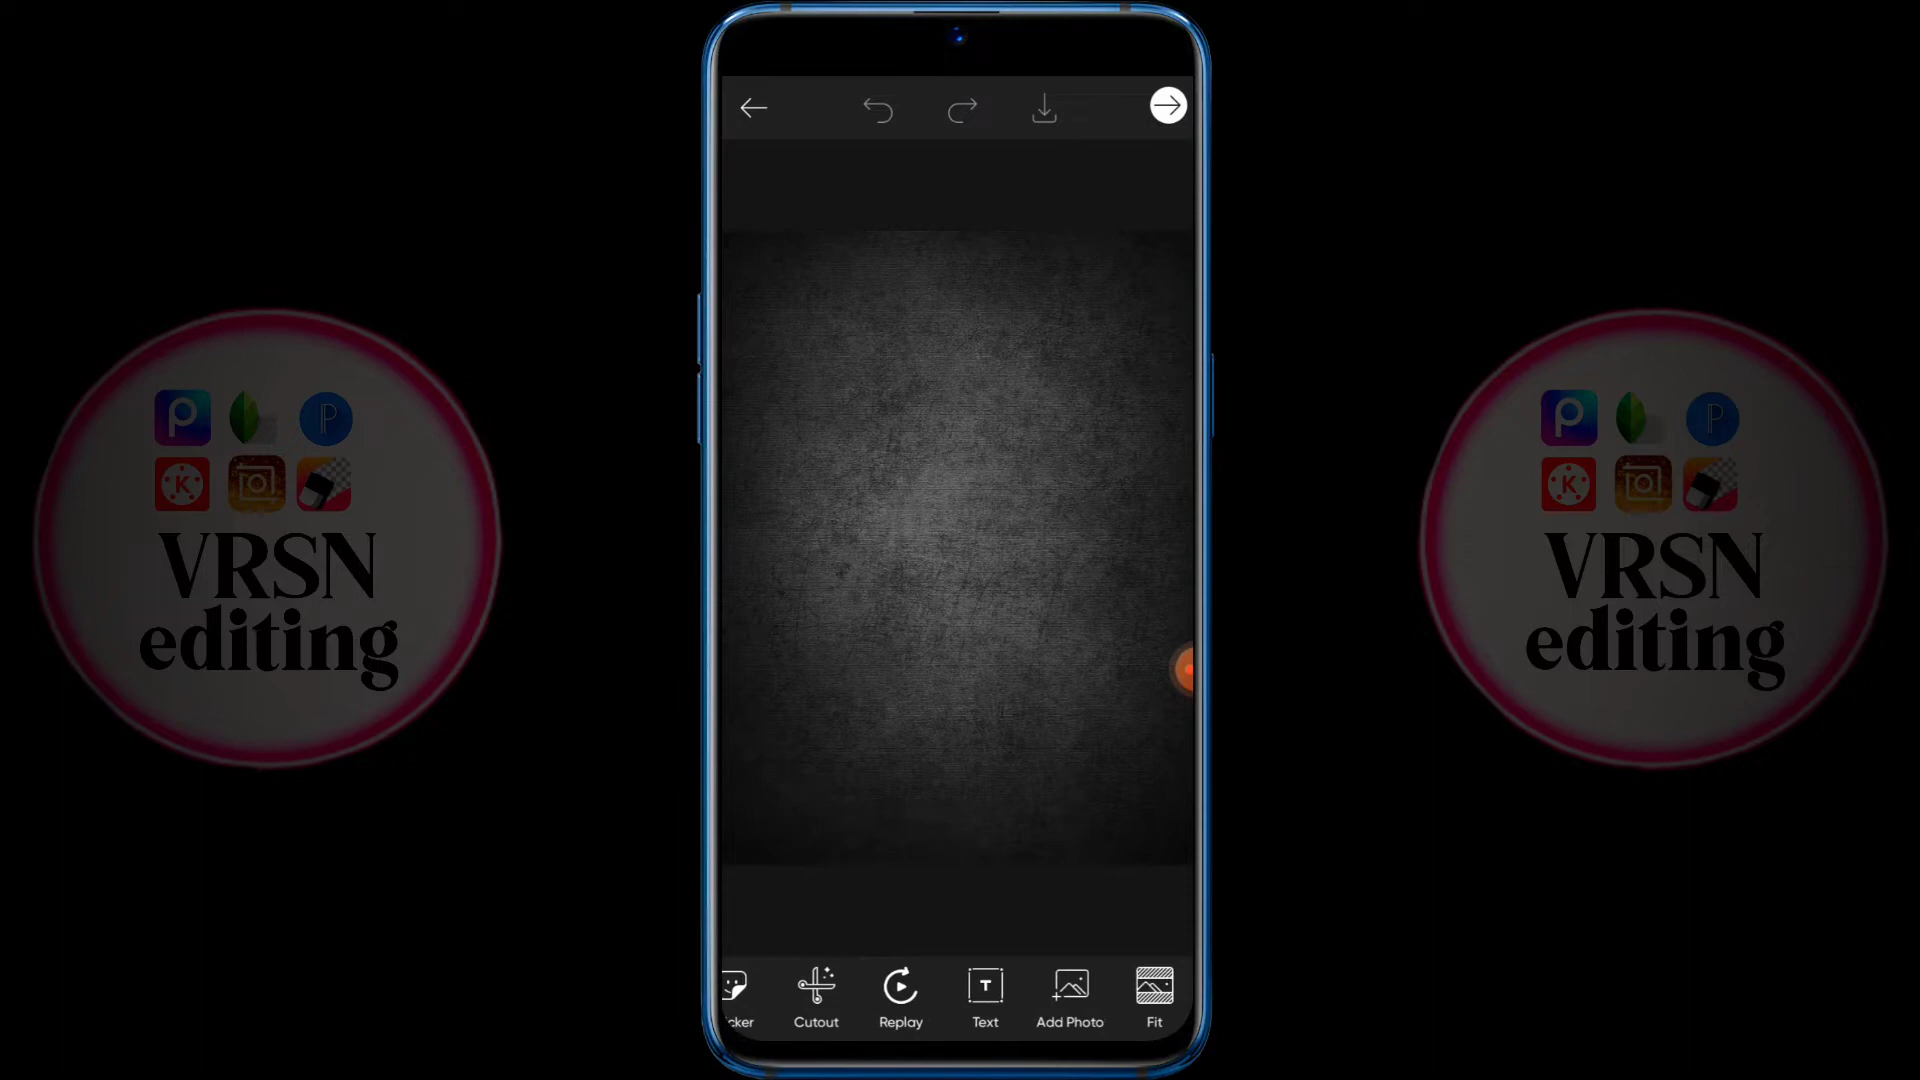 VRSN
editing
cker
Cutout
Replay
T
Text
Add Photo
Fit
P
P
K
VRSN
editing
P
P
K